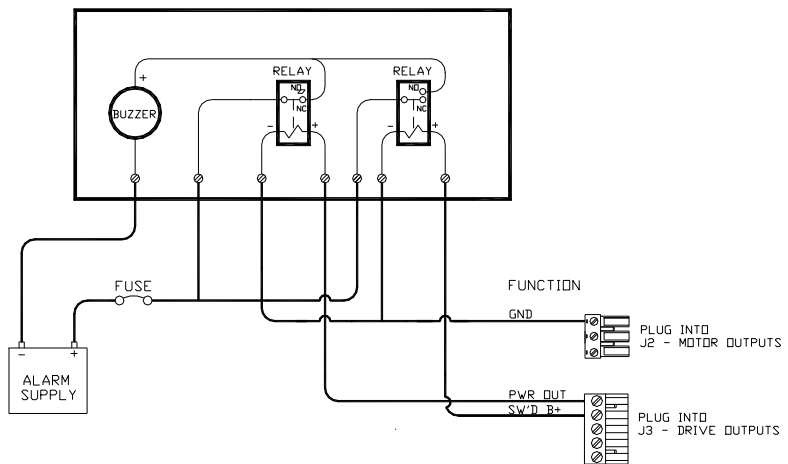 RELAY RELAY
NO NO
+
NC NC
BUZZER
- + - +
FUSE
FUNCTION
GND
- +
PLUG INTO
J2 - MOTOR OUTPUTS
ALARM
SUPPLY
PWR OUT
SW'D B+
PLUG INTO
J3 - DRIVE OUTPUTS